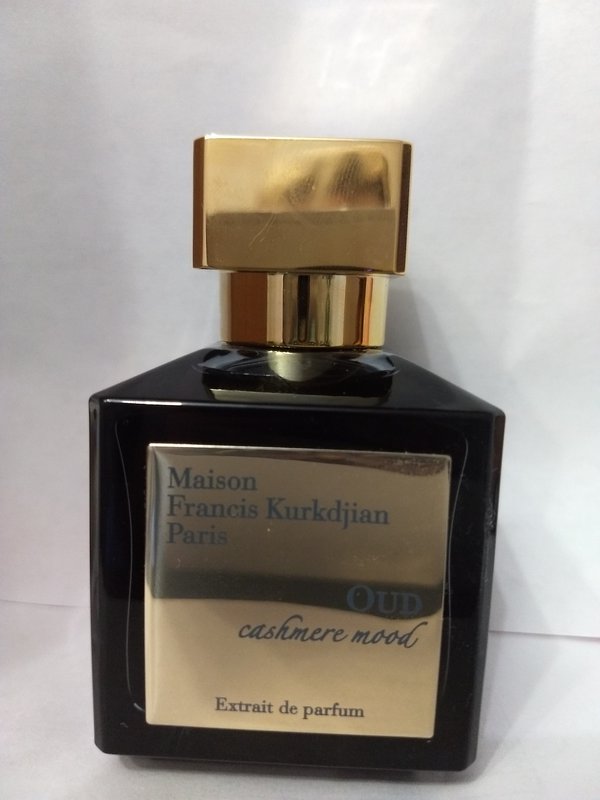 Maison
Francis Kurkdjian
Paris
OUD
cashmere mood
Extrait de parfum